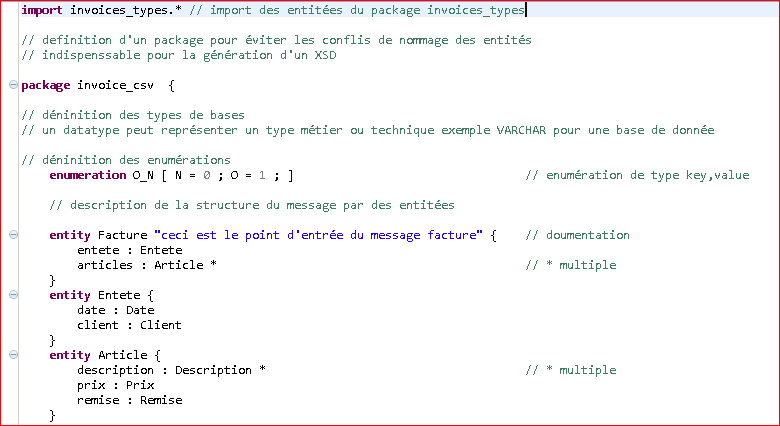 import invoices_types.* // import des entitées du package invoices_types
// definition d'un package pour éviter les conflis de nommage des entités
// indispenssable pour la génération d'un XSD
package invoice_csv {
// déninition des types de bases
// un datatype peut représenter un type métier ou technique exemple VARCHAR pour une base de donnée
// déninition des enumérations
enumeration O_N [ N = 0 ; O = 1 ; ] // enumération de type key,value
// description de la structure du message par des entitées
entity Facture "ceci est le point d'entrée du message facture" { // doumentation
entete : Entete
articles : Article * // * multiple
}
entity Entete {
date : Date
client : Client
}
entity Article {
description : Description * // * multiple
prix : Prix
remise : Remise
}